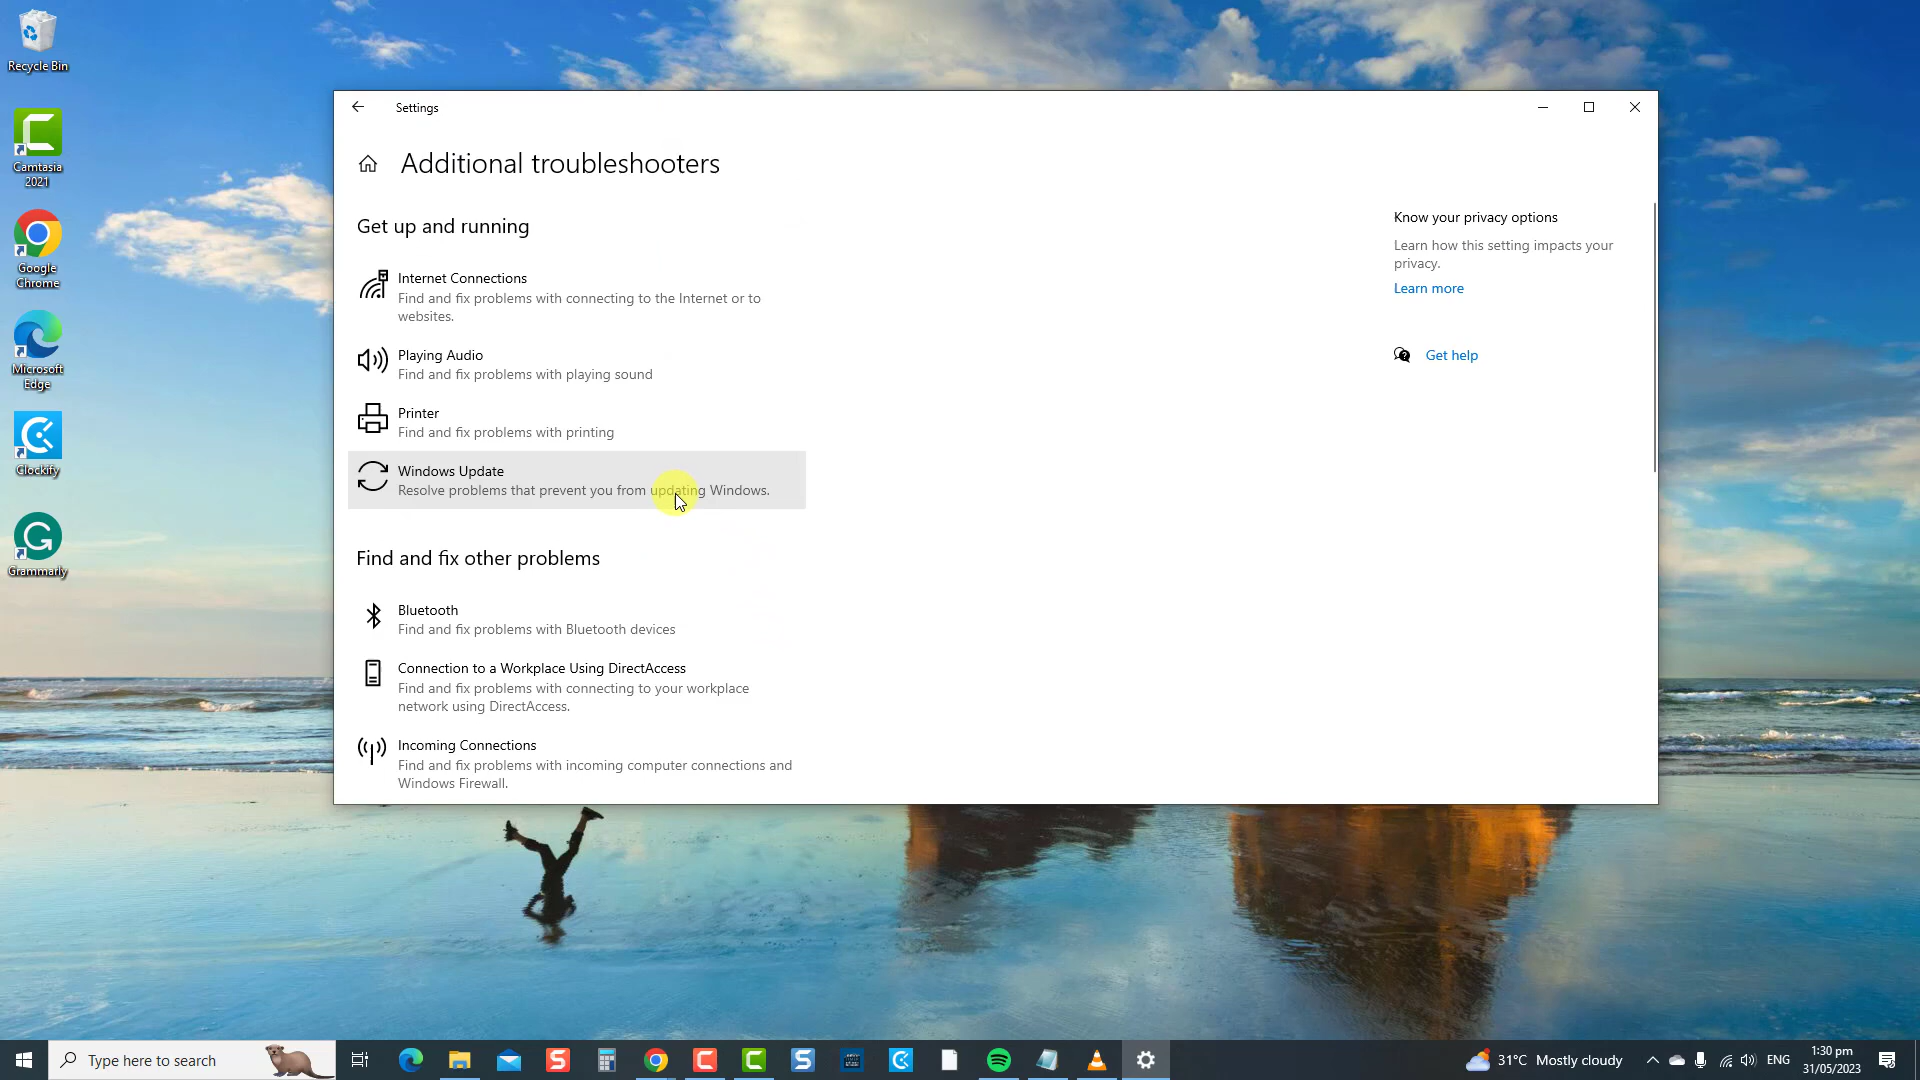 Recycle Bin
Camtasia
2021
Google
Chrome
Microsoft
Edge
Clockify
Grammarly
Settings
Additional troubleshooters
Get up and running
Internet Connections
Find and fix problems with connecting to the Internet or to
websites.
Playing Audio
Find and fix problems with playing sound
Printer
Find and fix problems with printing
Windows Update
Resolve problems that prevent you from updating Windows.
Find and fix other problems
Bluetooth
Find and fix problems with Bluetooth devices
Connection to a Workplace Using DirectAccess
Find and fix problems with connecting to your workplace
network using DirectAccess.
Incoming Connections
Find and fix problems with incoming computer connections and
Windows Firewall.
Know your privacy options
Learn how this setting impacts your
privacy.
Learn more
Get help
Type here to search
31°C Mostly cloudy
ENG
1:30 pm
31/05/2023